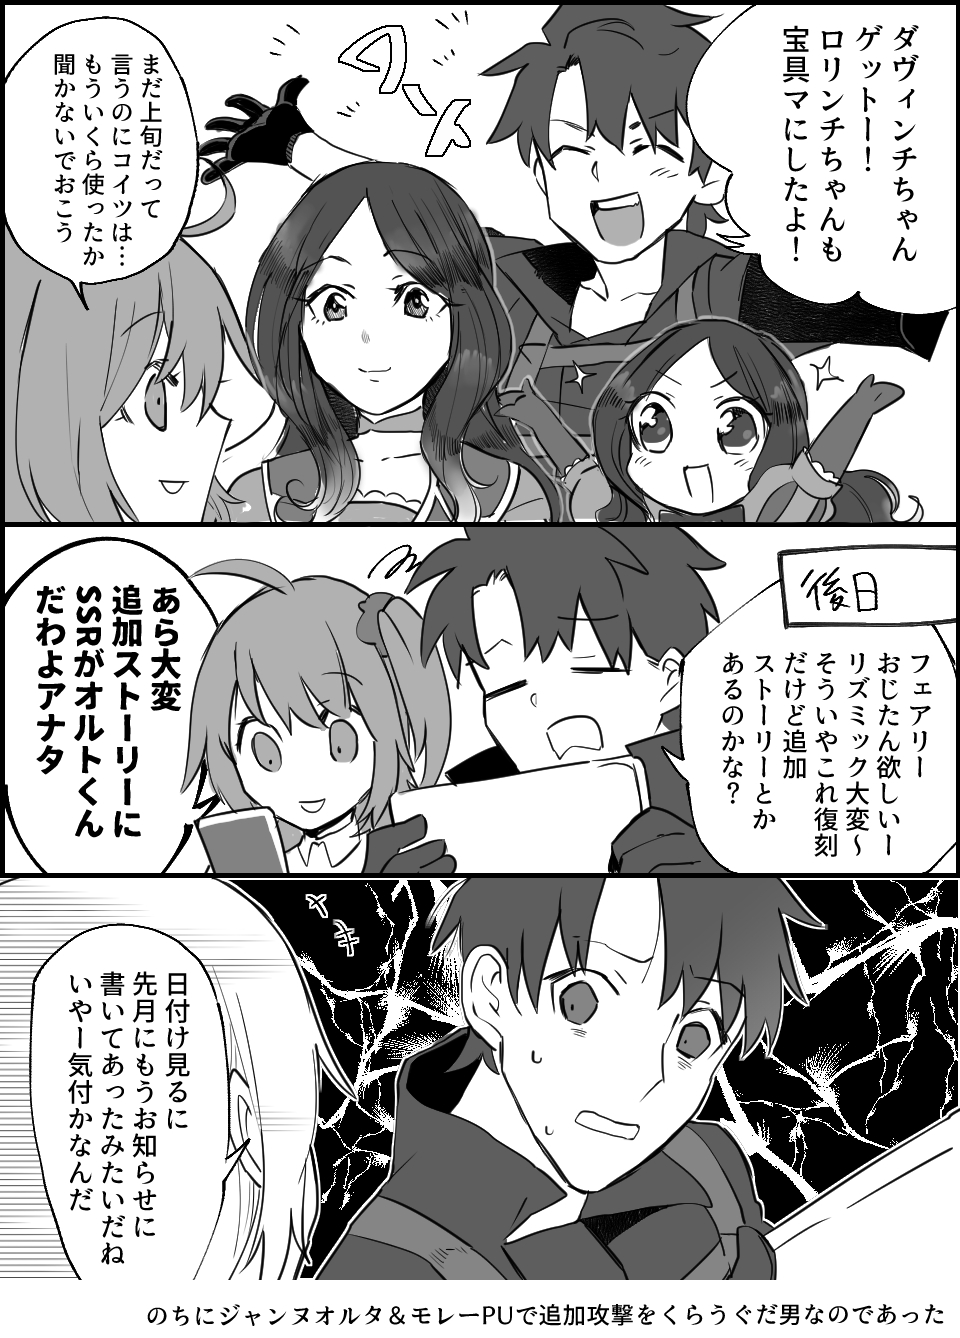 ダヴィンチちゃん
ゲットー！
ロリンチちゃんも
宝具マにしたよ！
まだ上旬だって
言うのにコイツは…
もういくら使ったか
聞かないでおこう
後日
フェアリー
おじたん欲しいー
リズミック大変〜
そういやこれ復刻
だけど追加
ストーリーとか
あるのかな？
あら大変
追加ストーリーに
SSRがオルトくん
だわよアナタ
日付け見るに
先月にもうお知らせに
書いてあったみたいだね
いやー気付かなんだ
のちにジャンヌオルタ＆モレーPUで追加攻撃をくらうぐだ男なのであった